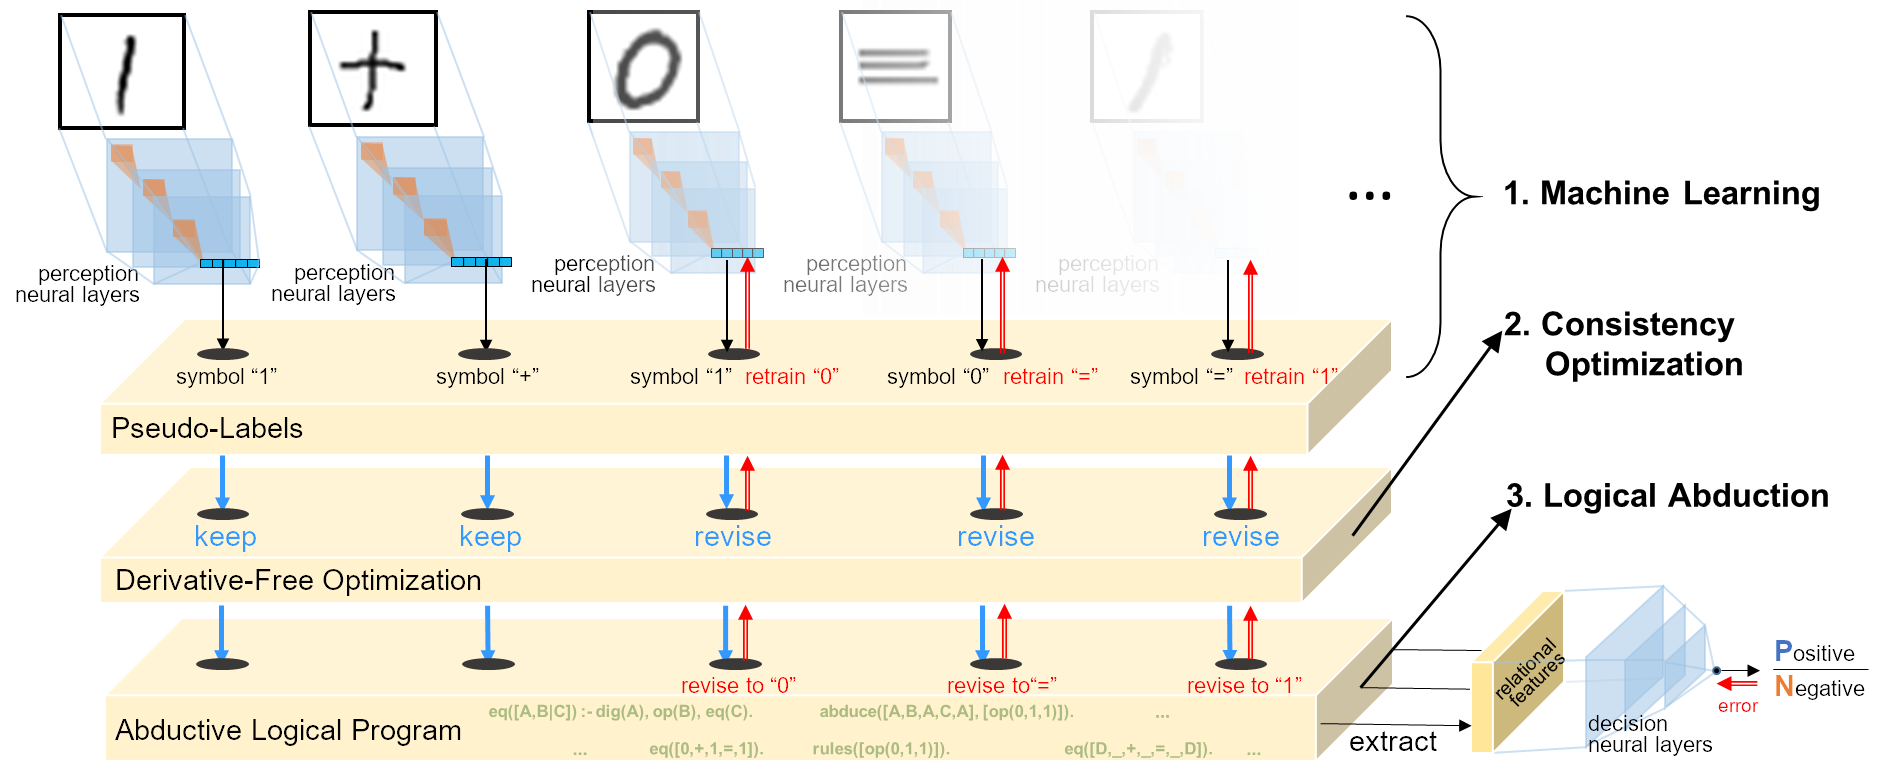 1 + 0 = 1
perception
neural layers
perception
neural layers
perception
neural layers
perception
neural layers
perception
neural layers
...
1. Machine Learning
symbol “1”
symbol “+”
symbol “1” retrain “0”
symbol “0” retrain “=”
symbol “=” retrain “1”
Pseudo-Labels
2. Consistency
Optimization
keep
keep
revise
revise
revise
Derivative-Free Optimization
3. Logical Abduction
revise to “0”
revise to“=”
revise to “1”
Abductive Logical Program
eq([A,B|C]) :- dig(A), op(B), eq(C).
abduce([A,B,A,C,A], [op(0,1,1)]).
...
...
eq([0,+,1,=,1]).
rules([op(0,1,1)]).
eq([D,_,+,_,=,_,D]).
...
extract
relational
features
decision
neural layers
Positive
Negative
error